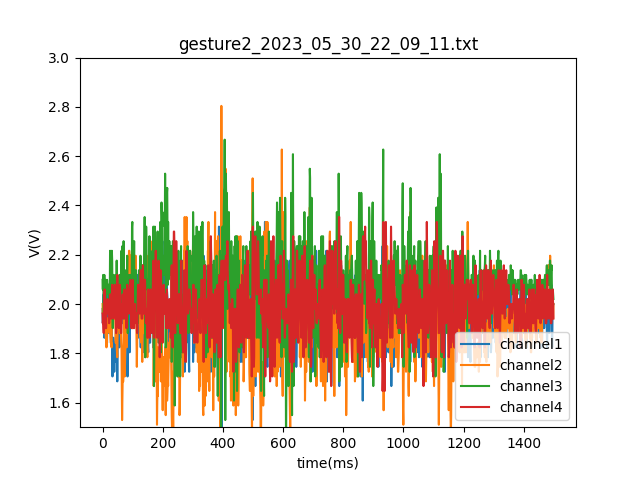 gesture2_2023_05_30_22_09_11.txt
3.0
2.8
2.6
2.4
2.2
2.0
1.8
1.6
V(V)
channel1
channel2
channel3
channel4
0 200 400 600 800 1000 1200 1400
time(ms)